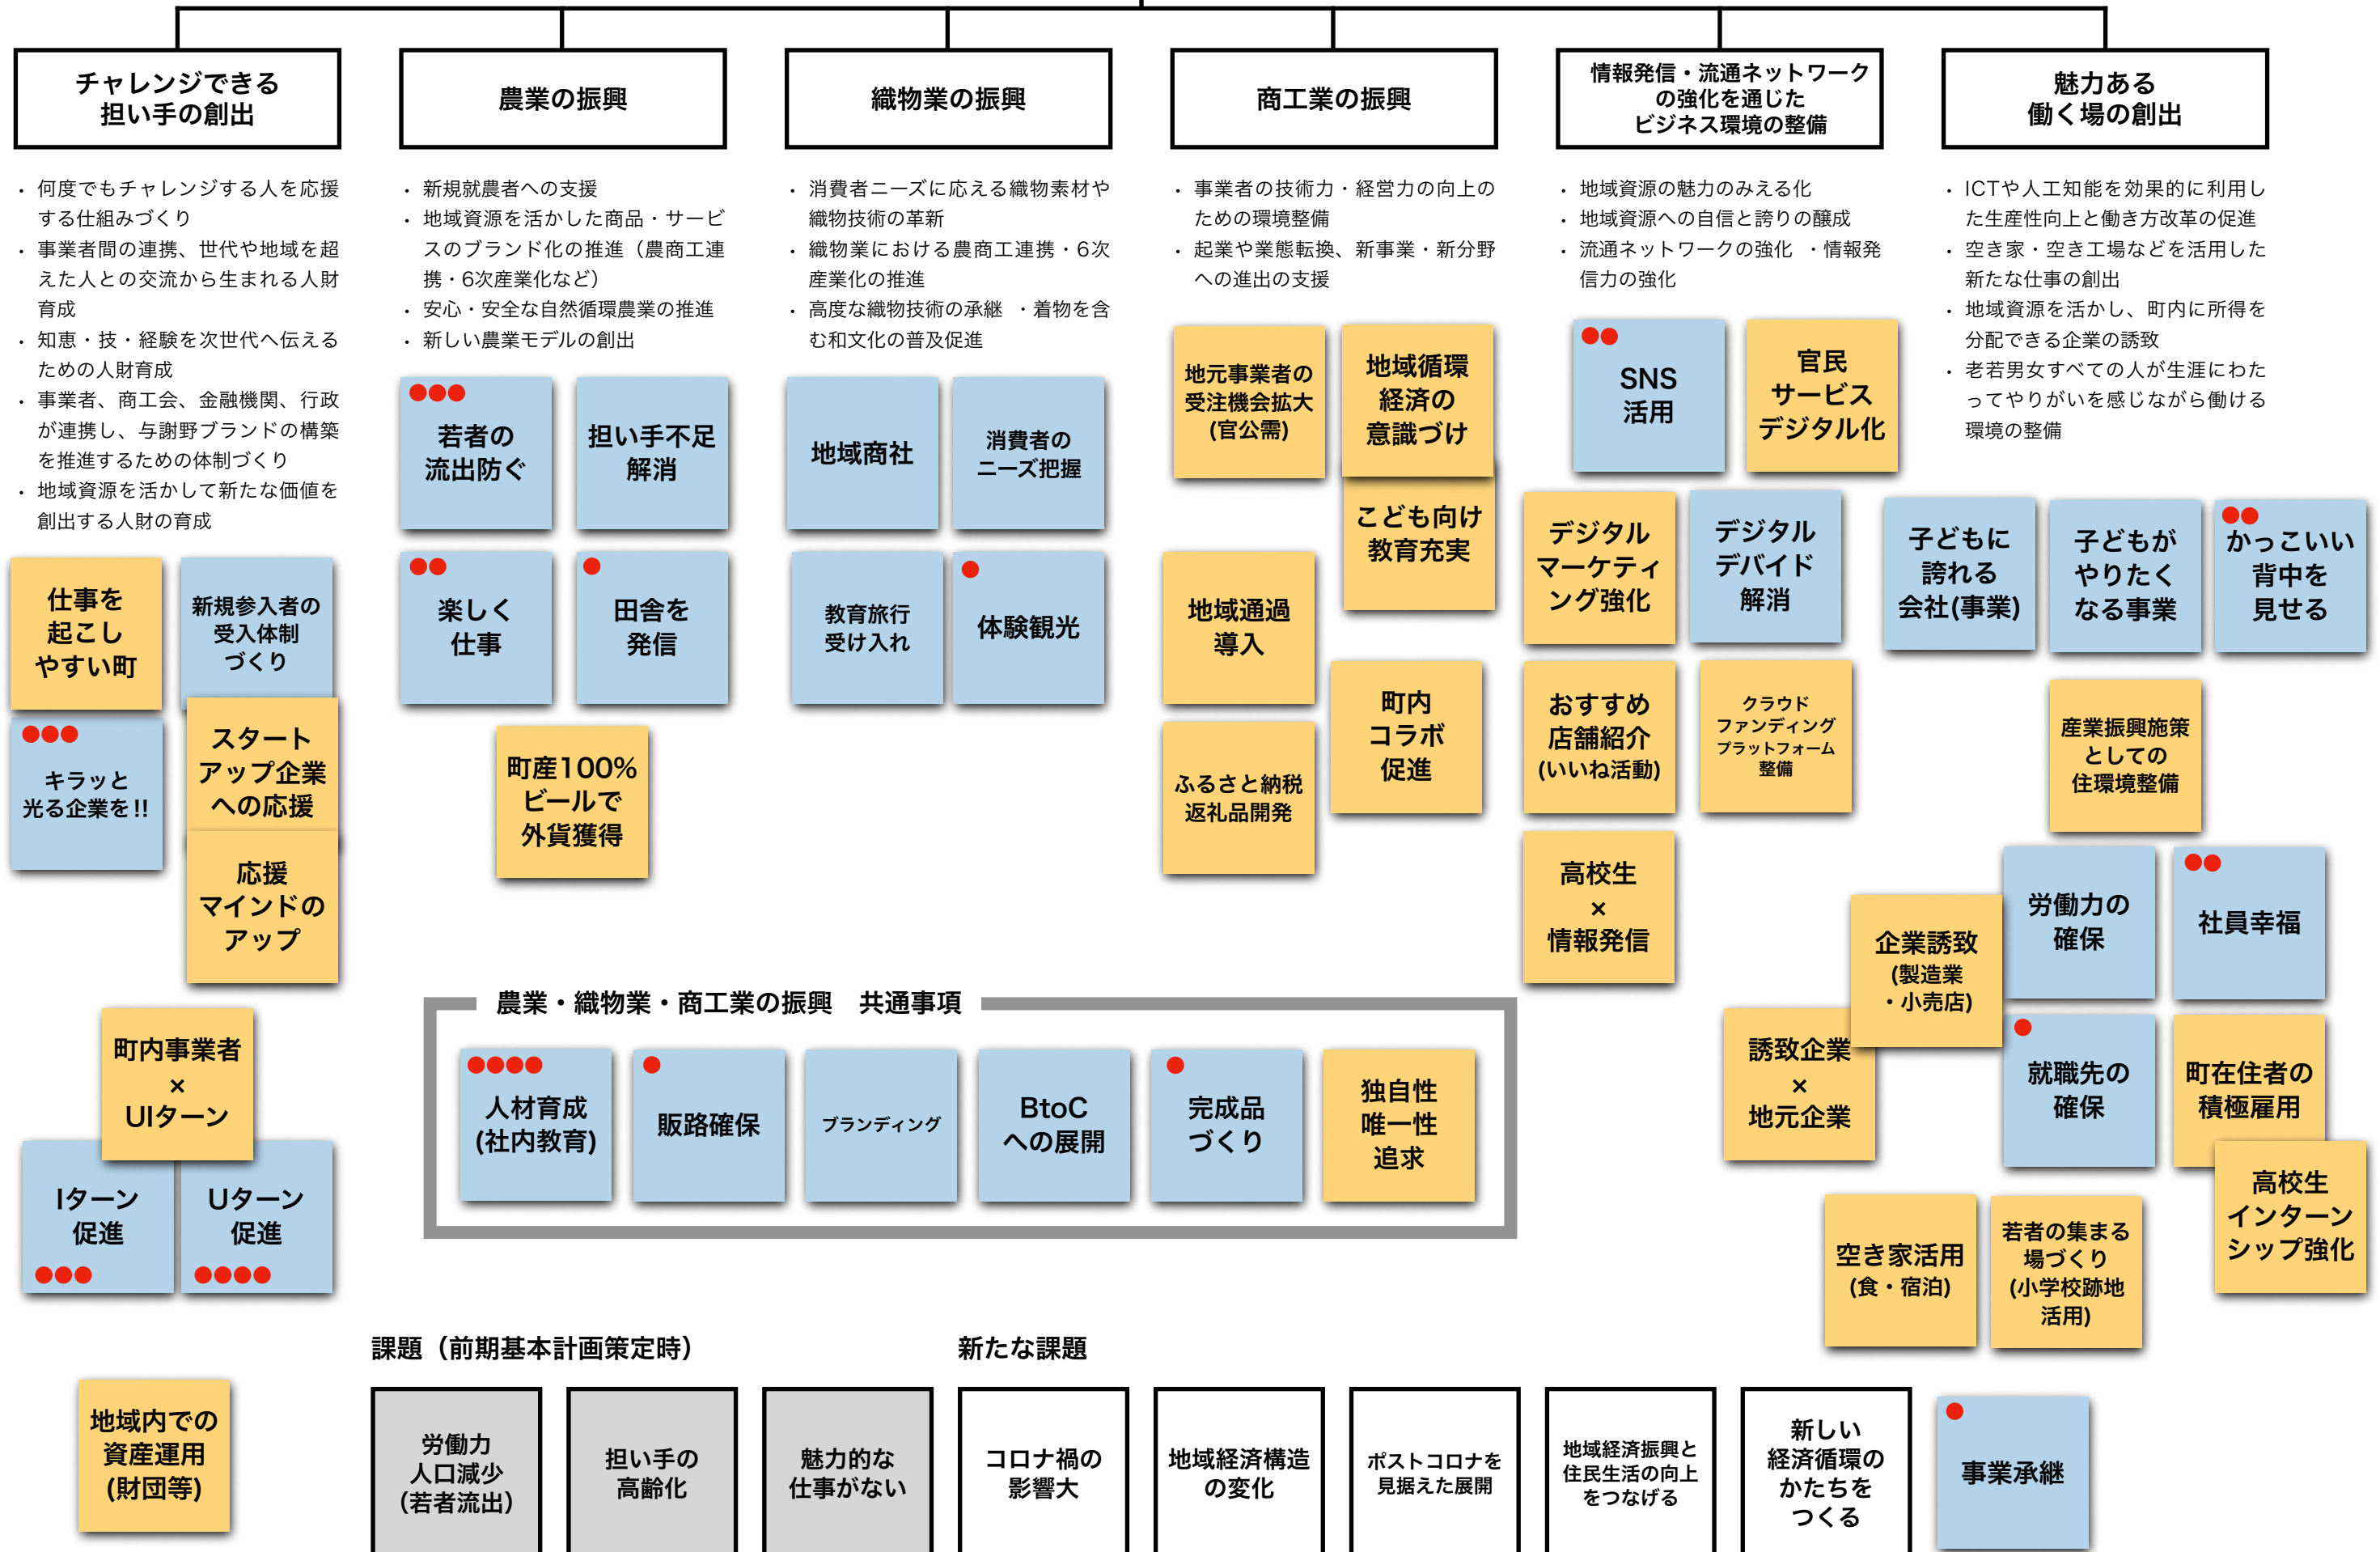 チャレンジできる
担い手の創出
農業の振興
織物業の振興
商工業の振興
情報発信・流通ネットワーク
の強化を通じた
ビジネス環境の整備
魅力ある
働く場の創出
・ 何度でもチャレンジする人を応援
する仕組みづくり
・ 事業者間の連携、世代や地域を超
えた人との交流から生まれる人財
育成
・ 知恵・技・経験を次世代へ伝える
ための人財育成
・ 事業者、商工会、金融機関、行政
が連携し、与謝野ブランドの構築
を推進するための体制づくり
・ 地域資源を活かして新たな価値を
創出する人財の育成
・ 新規就農者への支援
・ 地域資源を活かした商品・サービ
スのブランド化の推進（農商工連
携・6次産業化など）
・ 安心・安全な自然循環農業の推進
・ 新しい農業モデルの創出
・ 消費者ニーズに応える織物素材や
織物技術の革新
・ 織物業における農商工連携・6次
産業化の推進
・ 高度な織物技術の承継 ・着物を含
む和文化の普及促進
・ 事業者の技術力・経営力の向上の
ための環境整備
・ 起業や業態転換、新事業・新分野
への進出の支援
・ 地域資源の魅力のみえる化
・ 地域資源への自信と誇りの醸成
・ 流通ネットワークの強化 ・情報発
信力の強化
・ ICTや人工知能を効果的に利用し
た生産性向上と働き方改革の促進
・ 空き家・空き工場などを活用した
新たな仕事の創出
・ 地域資源を活かし、町内に所得を
分配できる企業の誘致
・ 老若男女すべての人が生涯にわた
ってやりがいを感じながら働ける
環境の整備
仕事を
起こし
やすい町
新規参入者の
受入体制
づくり
キラッと
光る企業を!!
スタート
アップ企業
への応援
応援
マインドの
アップ
町内事業者
×
UIターン
Iターン
促進
Uターン
促進
地域内での
資産運用
(財団等)
若者の
流出防ぐ
担い手不足
解消
楽しく
仕事
田舎を
発信
町産100%
ビールで
外貨獲得
地域商社
消費者の
ニーズ把握
教育旅行
受け入れ
体験観光
地元事業者の
受注機会拡大
(官公需)
地域循環
経済の
意識づけ
こども向け
教育充実
地域通過
導入
町内
コラボ
促進
ふるさと納税
返礼品開発
SNS
活用
官民
サービス
デジタル化
デジタル
マーケティ
ング強化
デジタル
デバイド
解消
おすすめ
店舗紹介
(いいね活動)
クラウド
ファンディング
プラットフォーム
整備
高校生
×
情報発信
子どもに
誇れる
会社(事業)
子どもが
やりたく
なる事業
かっこいい
背中を
見せる
産業振興施策
としての
住環境整備
労働力の
確保
社員幸福
企業誘致
(製造業
・小売店)
誘致企業
×
地元企業
就職先の
確保
町在住者の
積極雇用
高校生
インターン
シップ強化
空き家活用
(食・宿泊)
若者の集まる
場づくり
(小学校跡地
活用)
農業・織物業・商工業の振興 共通事項
人材育成
(社内教育)
販路確保
ブランディング
BtoC
への展開
完成品
づくり
独自性
唯一性
追求
課題（前期基本計画策定時）
労働力
人口減少
（若者流出）
担い手の
高齢化
魅力的な
仕事がない
新たな課題
コロナ禍の
影響大
地域経済構造
の変化
ポストコロナを
見据えた展開
地域経済振興と
住民生活の向上
をつなげる
新しい
経済循環の
かたちを
つくる
事業承継